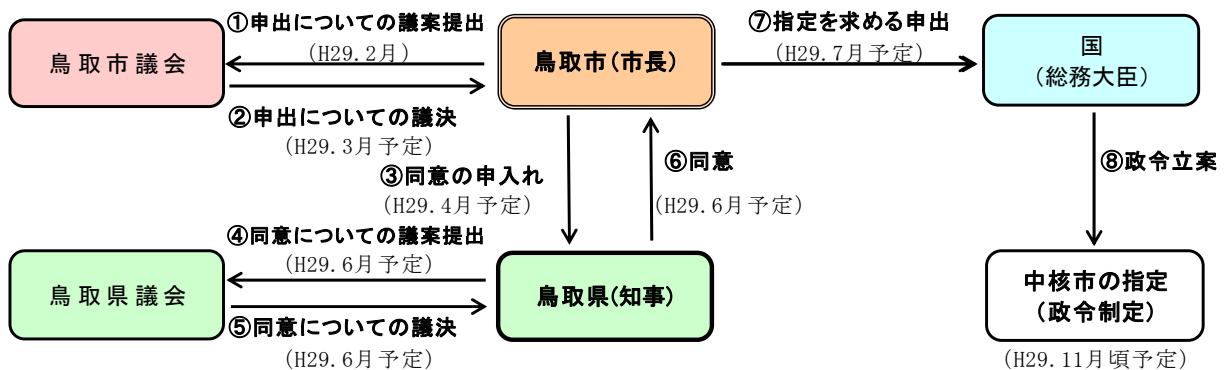 ①申出についての議案提出
(H29.2月)
鳥取市議会
鳥取市(市長)
⑦指定を求める申出
(H29.7月予定)
国
(総務大臣)
②申出についての議決
(H29.3月予定)
③同意の申入れ
(H29.4月予定)
⑥同意
(H29.6月予定)
⑧政令立案
④同意についての議案提出
(H29.6月予定)
鳥取県議会
鳥取県(知事)
⑤同意についての議決
(H29.6月予定)
中核市の指定
(政令制定)
(H29.11月頃予定)